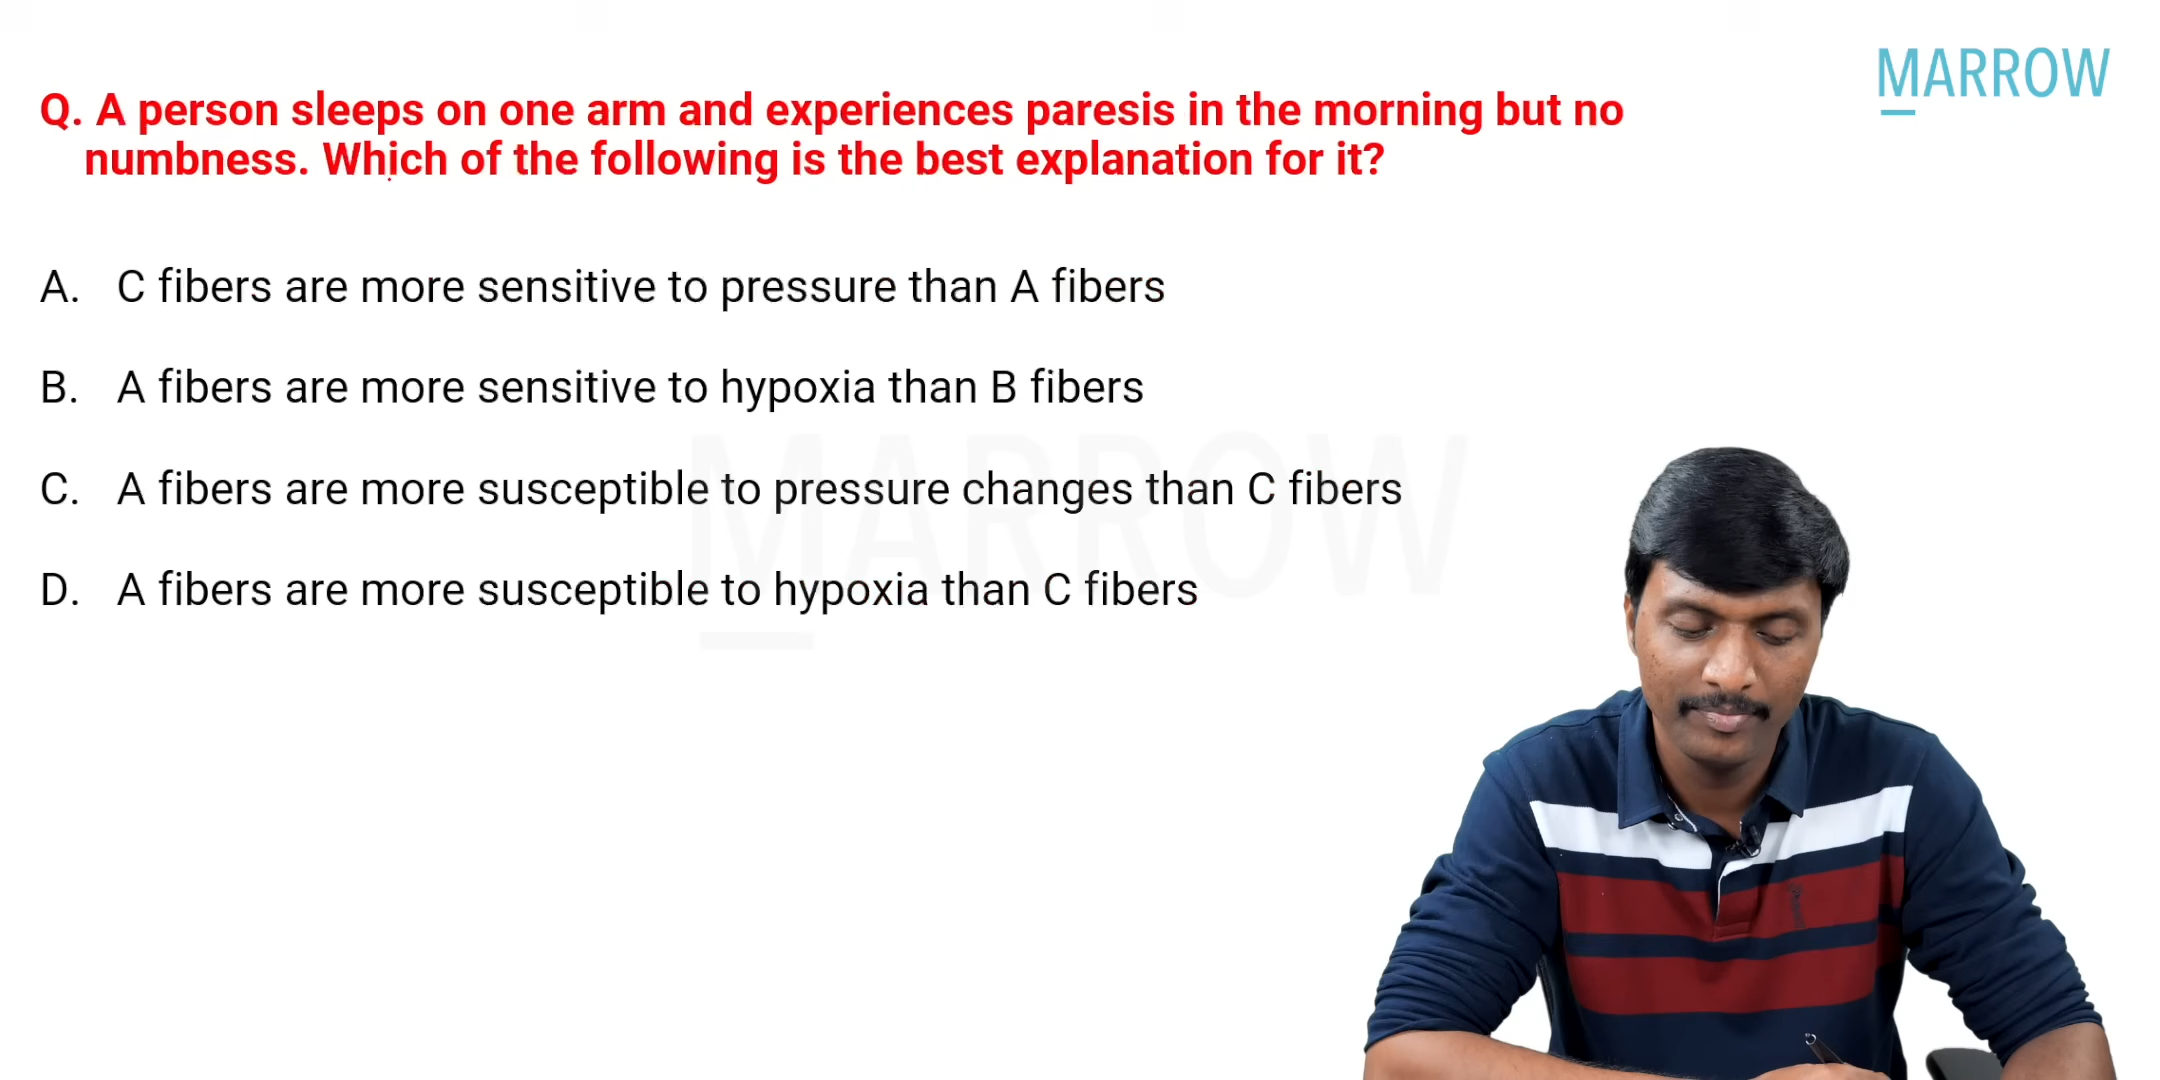 MARROW
Q. A person sleeps on one arm and experiences paresis in the morning but no
numbness. Which of the following is the best explanation for it?
A. C fibers are more sensitive to pressure than A fibers
B. A fibers are more sensitive to hypoxia than B fibers
C. A fibers are more susceptible to pressure changes than C fibers
D. A fibers are more susceptible to hypoxia than C fibers
MARROW